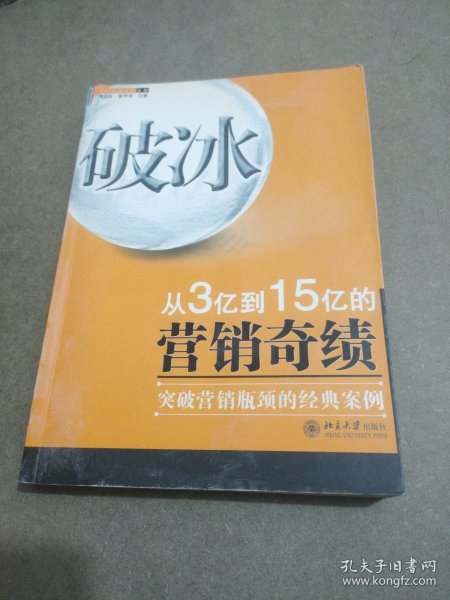 破冰
从3亿到15亿的
营销奇绩
突破营销瓶颈的经典案例
北京大学出版社
PEKING UNIVERSITY PRESS
孔夫子旧书网
www.kongfz.com